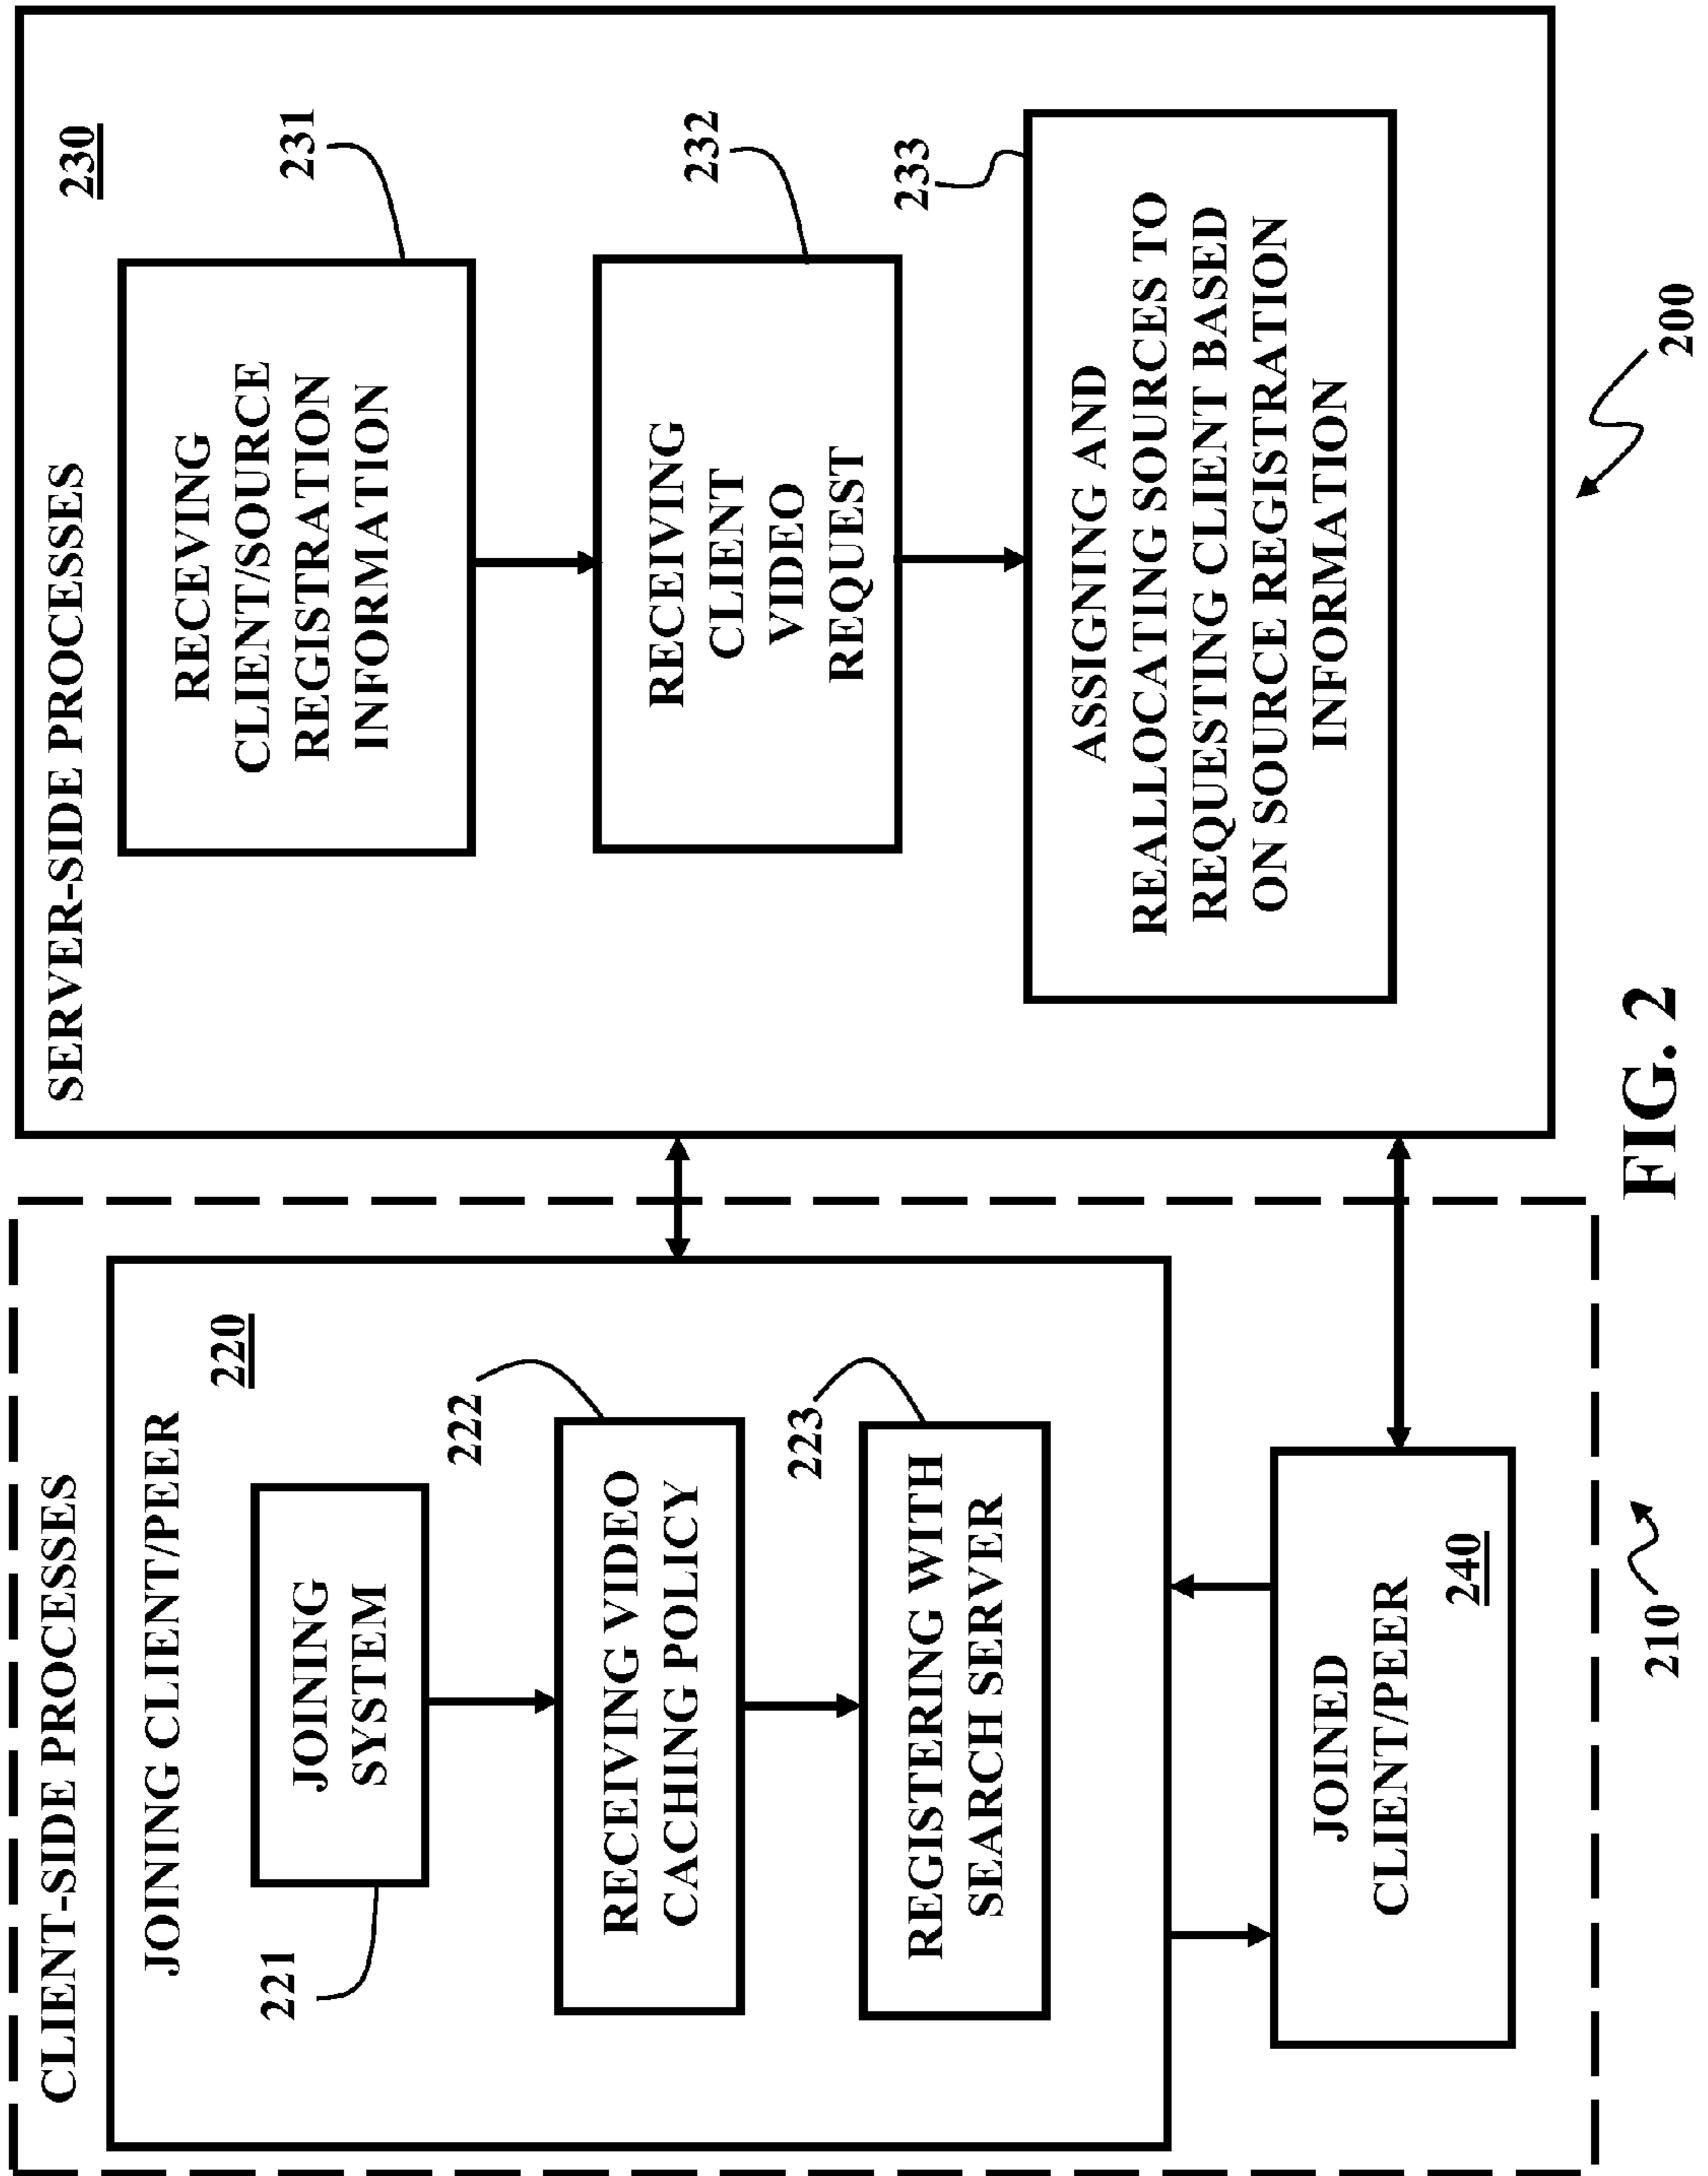 CLIENT-SIDE PROCESSES
JOINING CLIENT/PEER
220
221
JOINING
SYSTEM
222
RECEIVING VIDEO
CACHING POLICY
223
REGISTERING WITH
SEARCH SERVER
JOINED
CLIENT/PEER
240
210
SERVER-SIDE PROCESSES
230
231
RECEVING
CLIENT/SOURCE
REGISTRATION
INFORMATION
232
RECEIVING
CLIENT
VIDEO
REQUEST
233
ASSIGNING AND
REALLOCATING SOURCES TO
REQUESTING CLIENT BASED
ON SOURCE REGISTRATION
INFORMATION
200
FIG. 2